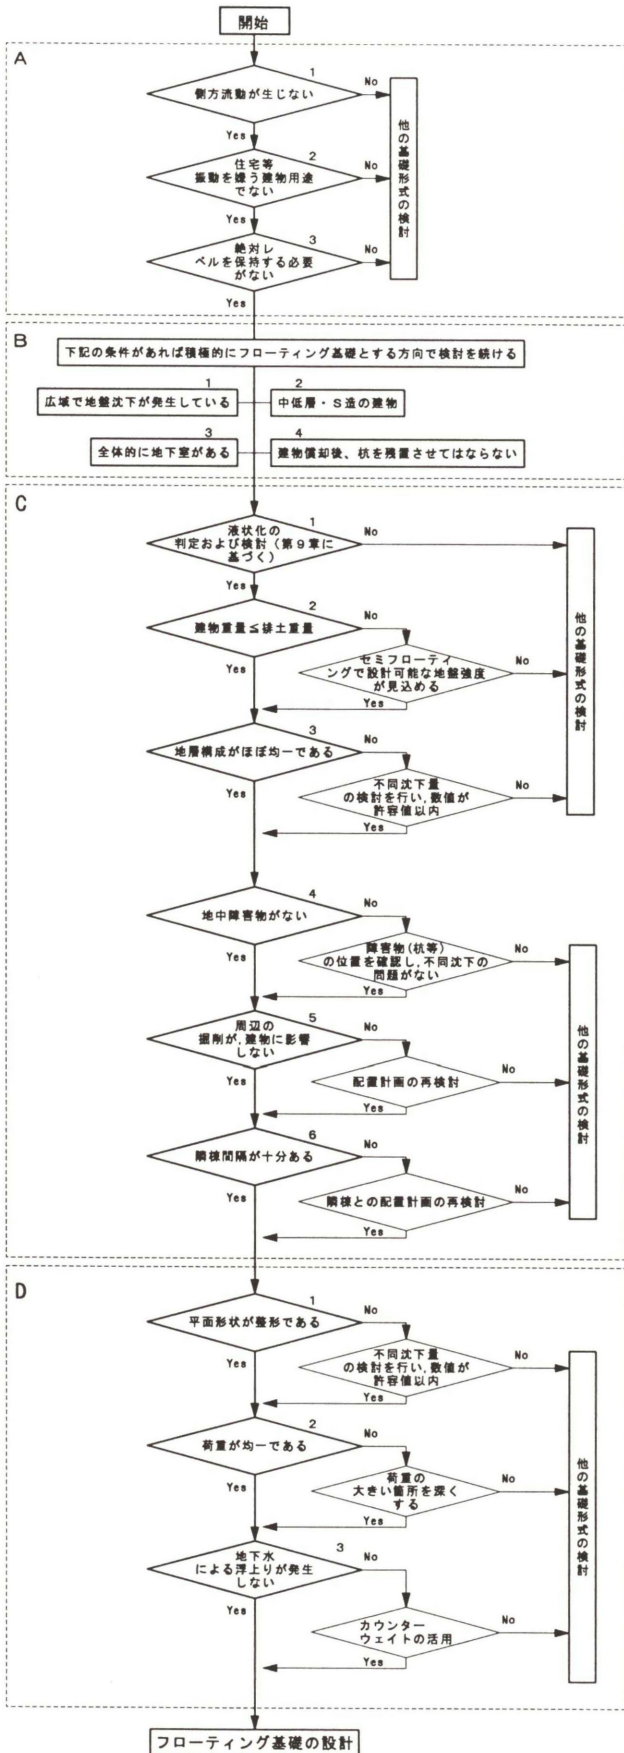 開始
A
1
側方流動が生じない
No
Yes
2
住宅等
振動を嫌う建物用途
でない
No
Yes
3
絶対レ
ベルを保持する必要
がない
No
Yes
他の基礎形式の検討
B
下記の条件があれば積極的にフローティング基礎とする方向で検討を続ける
1
広域で地盤沈下が発生している
2
中低層・S造の建物
3
全体的に地下室がある
4
建物償却後、杭を残置させてはならない
C
1
液状化の
判定および検討(第9章に
基づく)
No
Yes
2
建物重量≦排土重量
No
Yes
セミフローティ
ングで設計可能な地盤強度
が見込める
No
Yes
3
地層構成がほぼ均一である
No
Yes
不同沈下量
の検討を行い,数値が
許容値以内
No
Yes
他の基礎形式の検討
4
地中障害物がない
No
Yes
障害物(杭等)
の位置を確認し,不同沈下の
問題がない
No
Yes
5
周辺の
掘削が,建物に影響
しない
No
Yes
配置計画の再検討
No
Yes
6
隣棟間隔が十分ある
No
Yes
隣棟との配置計画の再検討
No
Yes
他の基礎形式の検討
D
1
平面形状が整形である
No
Yes
不同沈下量
の検討を行い,数値が
許容値以内
No
Yes
2
荷重が均一である
No
Yes
荷重の
大きい箇所を深く
する
No
Yes
3
地下水
による浮上りが発生
しない
No
Yes
カウンター
ウェイトの活用
No
Yes
他の基礎形式の検討
フローティング基礎の設計